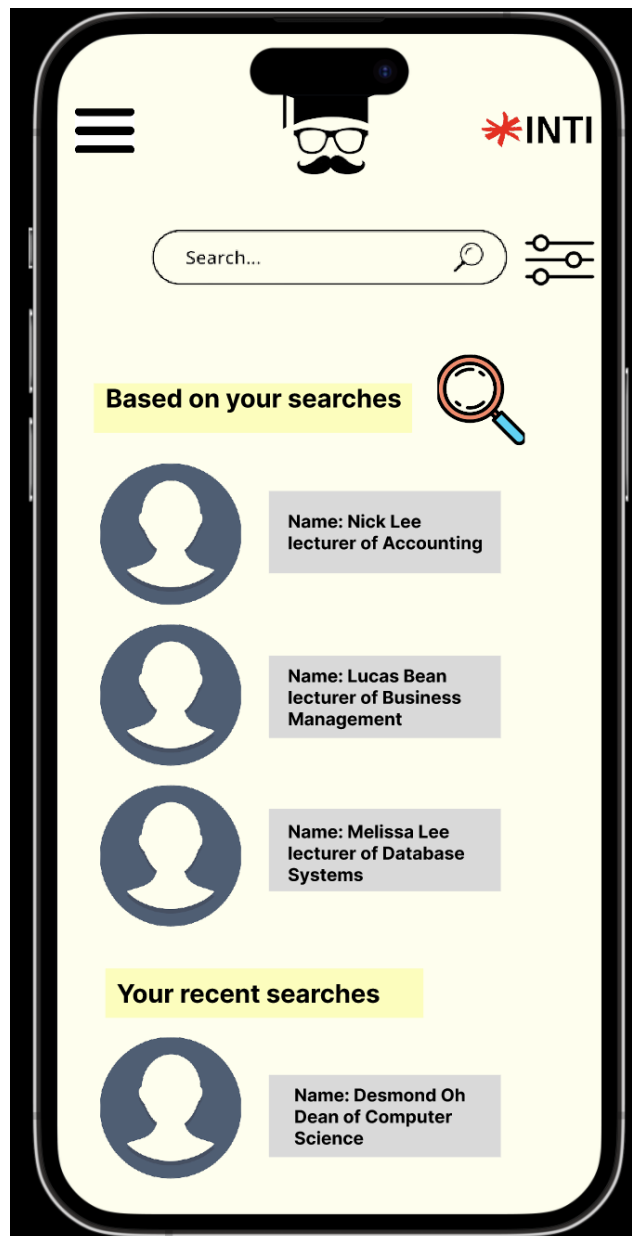 INTI
Search...
Based on your searches
Name: Nick Lee
lecturer of Accounting
Name: Lucas Bean
lecturer of Business
Management
Name: Melissa Lee
lecturer of Database
Systems
Your recent searches
Name: Desmond Oh
Dean of Computer
Science